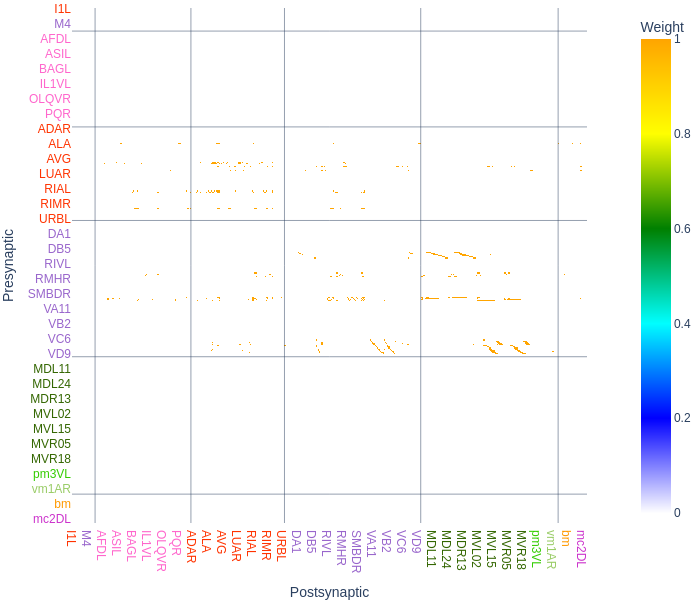 Weight
1
0.8
0.6
0.4
0.2
0
Presynaptic
I1L
M4
AFDL
ASIL
BAGL
IL1VL
OLQVR
PQR
ADAR
ALA
AVG
LUAR
RIAL
RIML
URBL
DA1
DB5
RIVL
RMHR
SMBDR
VA11
VB2
VC6
VD9
MDL11
MDL24
MDR13
MVL02
MVL15
MVR05
MVR18
pm3VL
vm1AR
bm
mc2DL
I1L
M4
AFDL
ASIL
BAGL
IL1VL
OLQVR
PQR
ADAR
ALA
AVG
LUAR
RIAL
RIMR
URBL
DA1
DB5
RIVL
RMHR
SMBDR
VA11
VB2
VC6
VD9
MDL11
MDL24
MDR13
MVL02
MVL15
MVR05
MVR18
pm3VL
vm1AR
bm
mc2DL
Postsynaptic